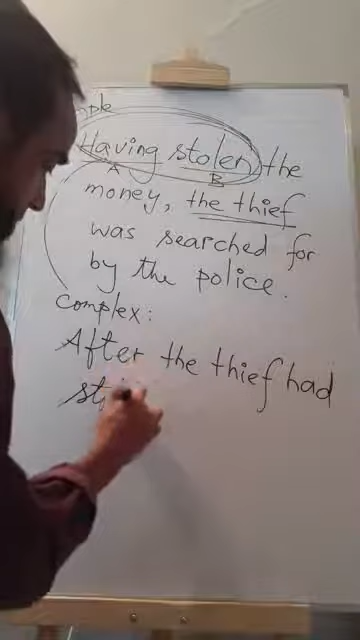 Having stolen the
A B
money, the thief
was searched for
by the police.
complex:
After the thief had